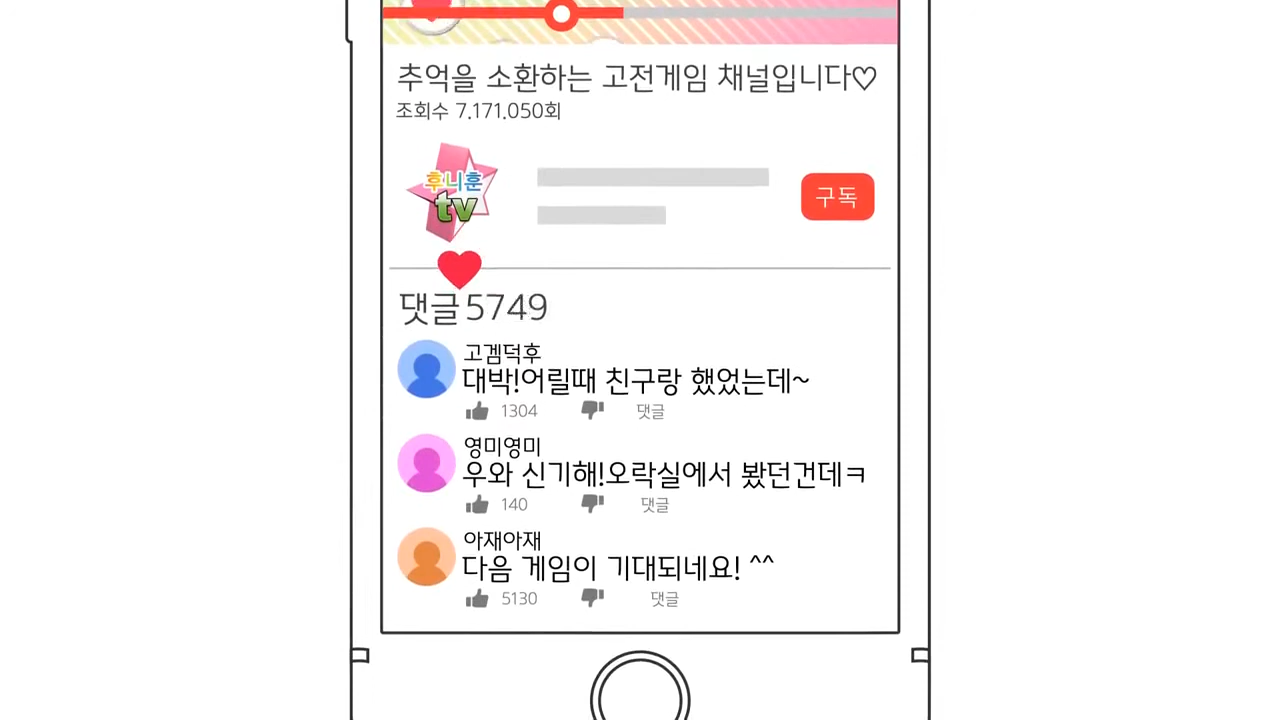 추억을 소환하는 고전게임 채널입니다♡
조회수 7.171.050회
후니훈
tv
구독
댓글 5749
고겜덕후
대박!어릴때 친구랑 했었는데~
1304 댓글
영미영미
우와 신기해!오락실에서 봤던건데ㅋ
140 댓글
아재아재
다음 게임이 기대되네요! ^^
5130 댓글